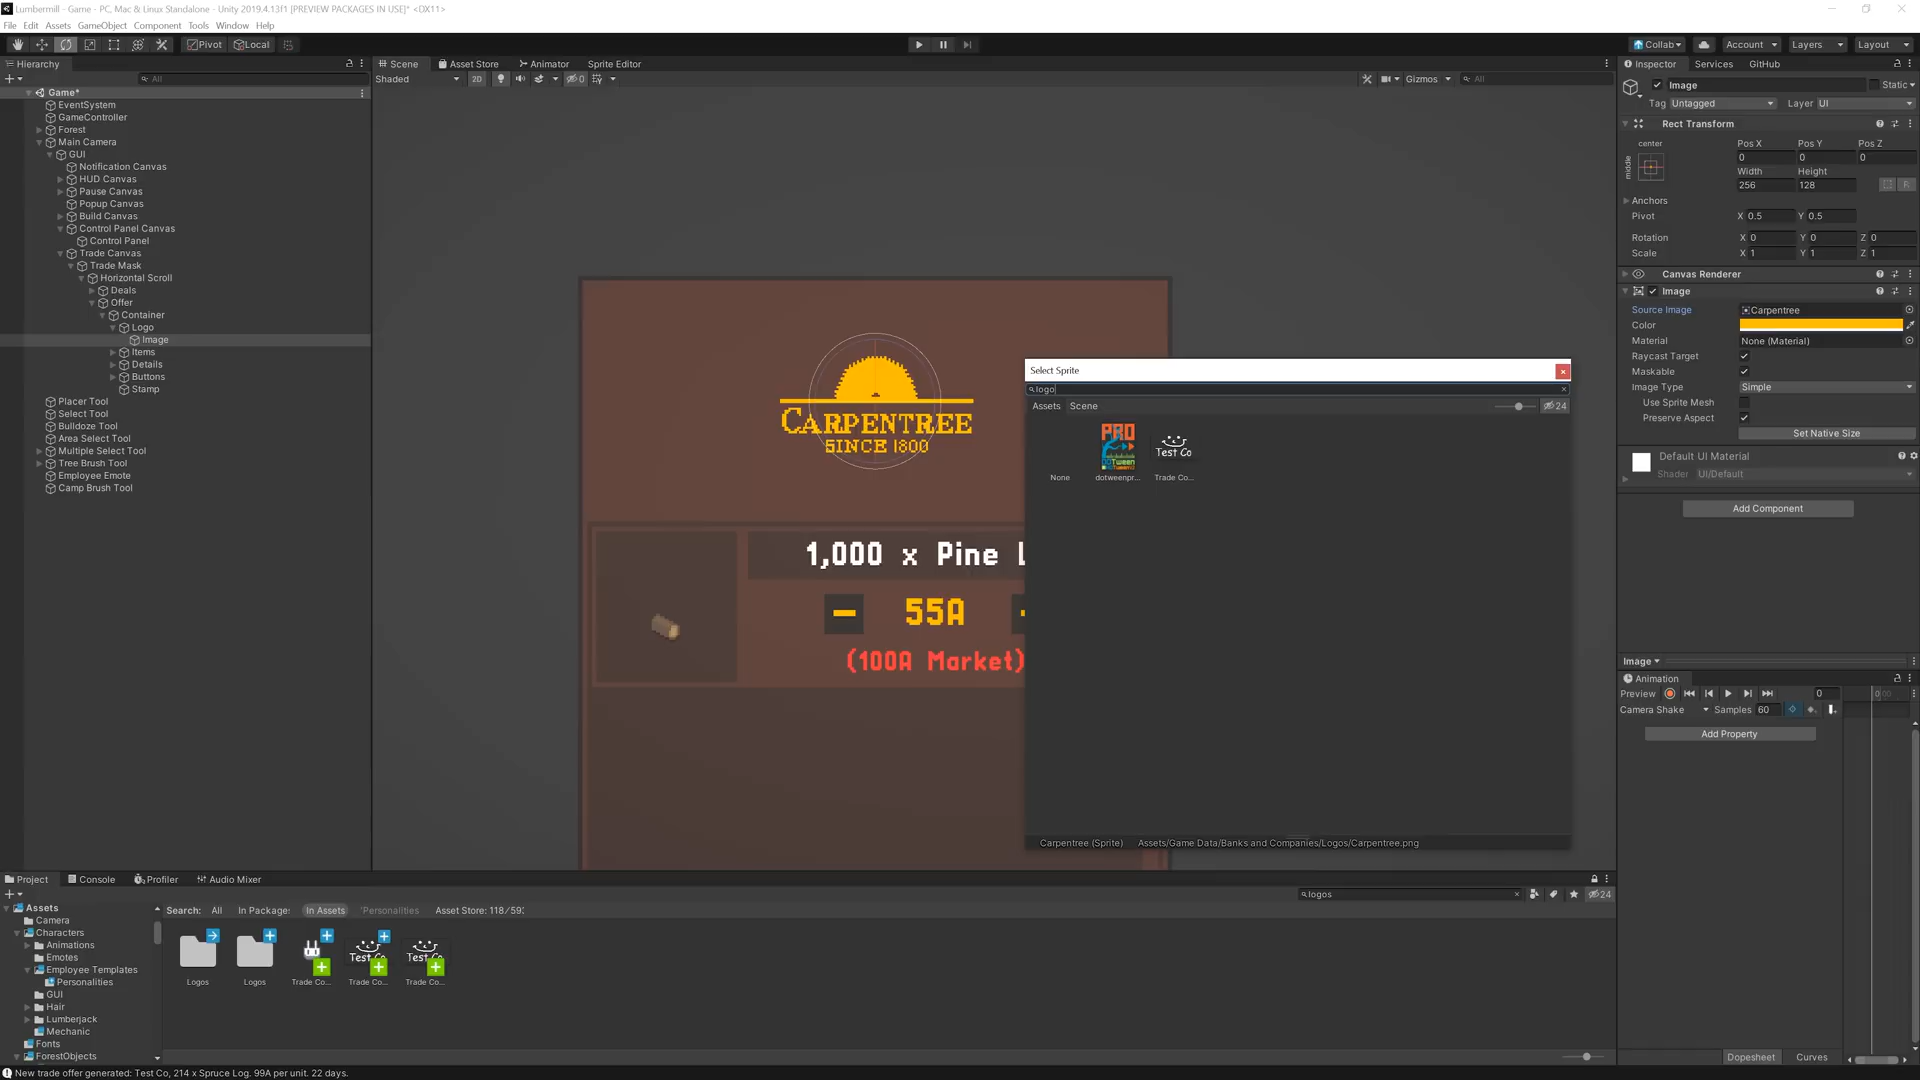 Lumbermill - Game - PC, Mac & Linux Standalone - Unity 2019.4.13f1 [PREVIEW PACKAGES IN USE]* <DX11>
File Edit Assets GameObject Component Tools Window Help
Pivot Local
Collab Account Layers Layout
Hierarchy
All
Game*
EventSystem
GameController
Forest
Main Camera
GUI
Notification Canvas
HUD Canvas
Pause Canvas
Popup Canvas
Build Canvas
Control Panel Canvas
Control Panel
Trade Canvas
Trade Mask
Horizontal Scroll
Deals
Offer
Container
Logo
Image
Items
Details
Buttons
Stamp
Placer Tool
Select Tool
Bulldoze Tool
Area Select Tool
Multiple Select Tool
Tree Brush Tool
Employee Emote
Camp Brush Tool
Scene Asset Store Animator Sprite Editor
Shaded 2D 0 Gizmos All
CARPENTREE
SINCE 1800
1,000 x Pine L
55A
(100A Market)
Select Sprite
logo
Assets Scene 24
PRO
DOTween
Test Co
None dotweenpr... Trade Co...
Carpentree (Sprite) Assets/Game Data/Banks and Companies/Logos/Carpentree.png
Inspector Services GitHub
Image Static
Tag Untagged Layer UI
Rect Transform
center
middle
Pos X Pos Y Pos Z
0 0 0
Width Height
256 128
R
Anchors
Pivot X 0.5 Y 0.5
Rotation X 0 Y 0 Z 0
Scale X 1 Y 1 Z 1
Canvas Renderer
Image
Source Image Carpentree
Color
Material None (Material)
Raycast Target
Maskable
Image Type Simple
Use Sprite Mesh
Preserve Aspect
Set Native Size
Default UI Material
Shader UI/Default
Add Component
Image
Animation
Preview 0
Camera Shake Samples 60
Add Property
Dopesheet Curves
Project Console Profiler Audio Mixer
logos 24
Assets
Camera
Characters
Animations
Emotes
Employee Templates
Personalities
GUI
Hair
Lumberjack
Mechanic
Fonts
ForestObjects
Search: All In Package: In Assets 'Personalities' Asset Store: 118/59:
Test Co
Test Co
Logos Logos Trade Co... Trade Co... Trade Co...
New trade offer generated: Test Co, 214 x Spruce Log. 99A per unit. 22 days.